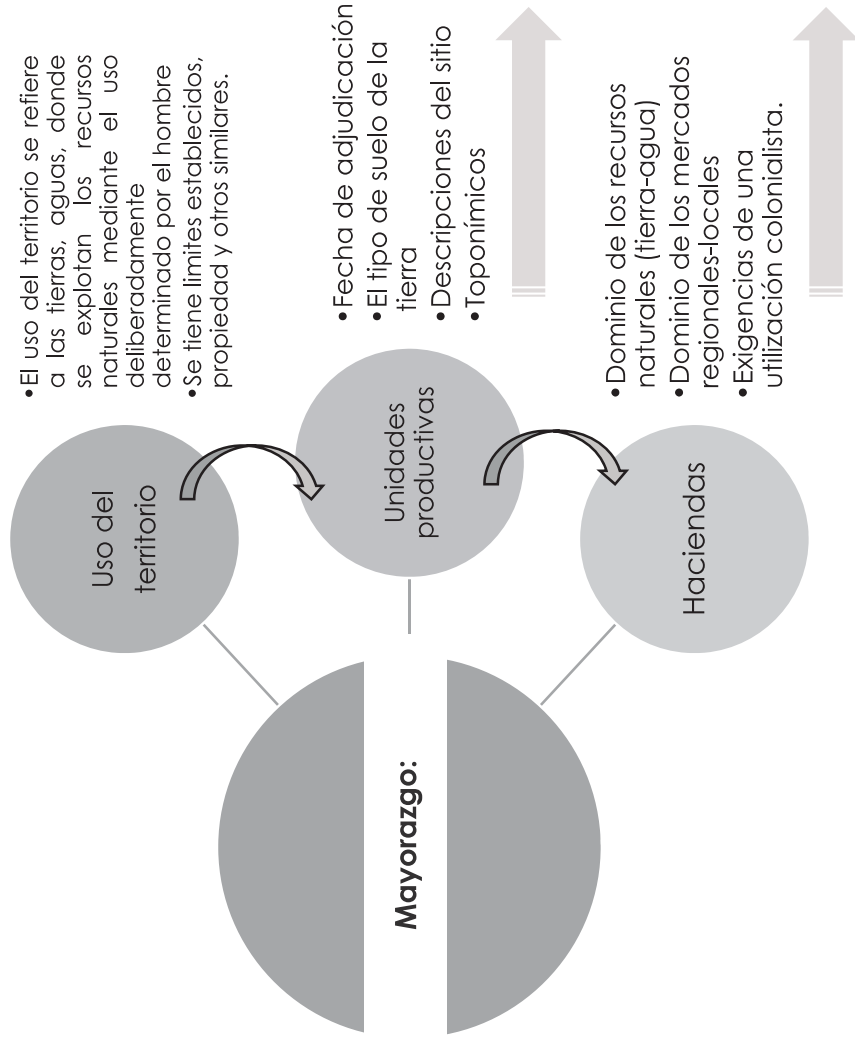 Mayorazgo:
Uso del
territorio
•El uso del territorio se refiere
a las tierras, aguas, donde
se explotan los recursos
naturales mediante el uso
deliberadamente
determinado por el hombre
•Se tiene limites establecidos,
propiedad y otros similares.
Unidades
productivas
•Fecha de adjudicación
•El tipo de suelo de la
tierra
•Descripciones del sitio
•Toponímicos
Haciendas
•Dominio de los recursos
naturales (tierra-agua)
•Dominio de los mercados
regionales-locales
•Exigencias de una
utilización colonialista.